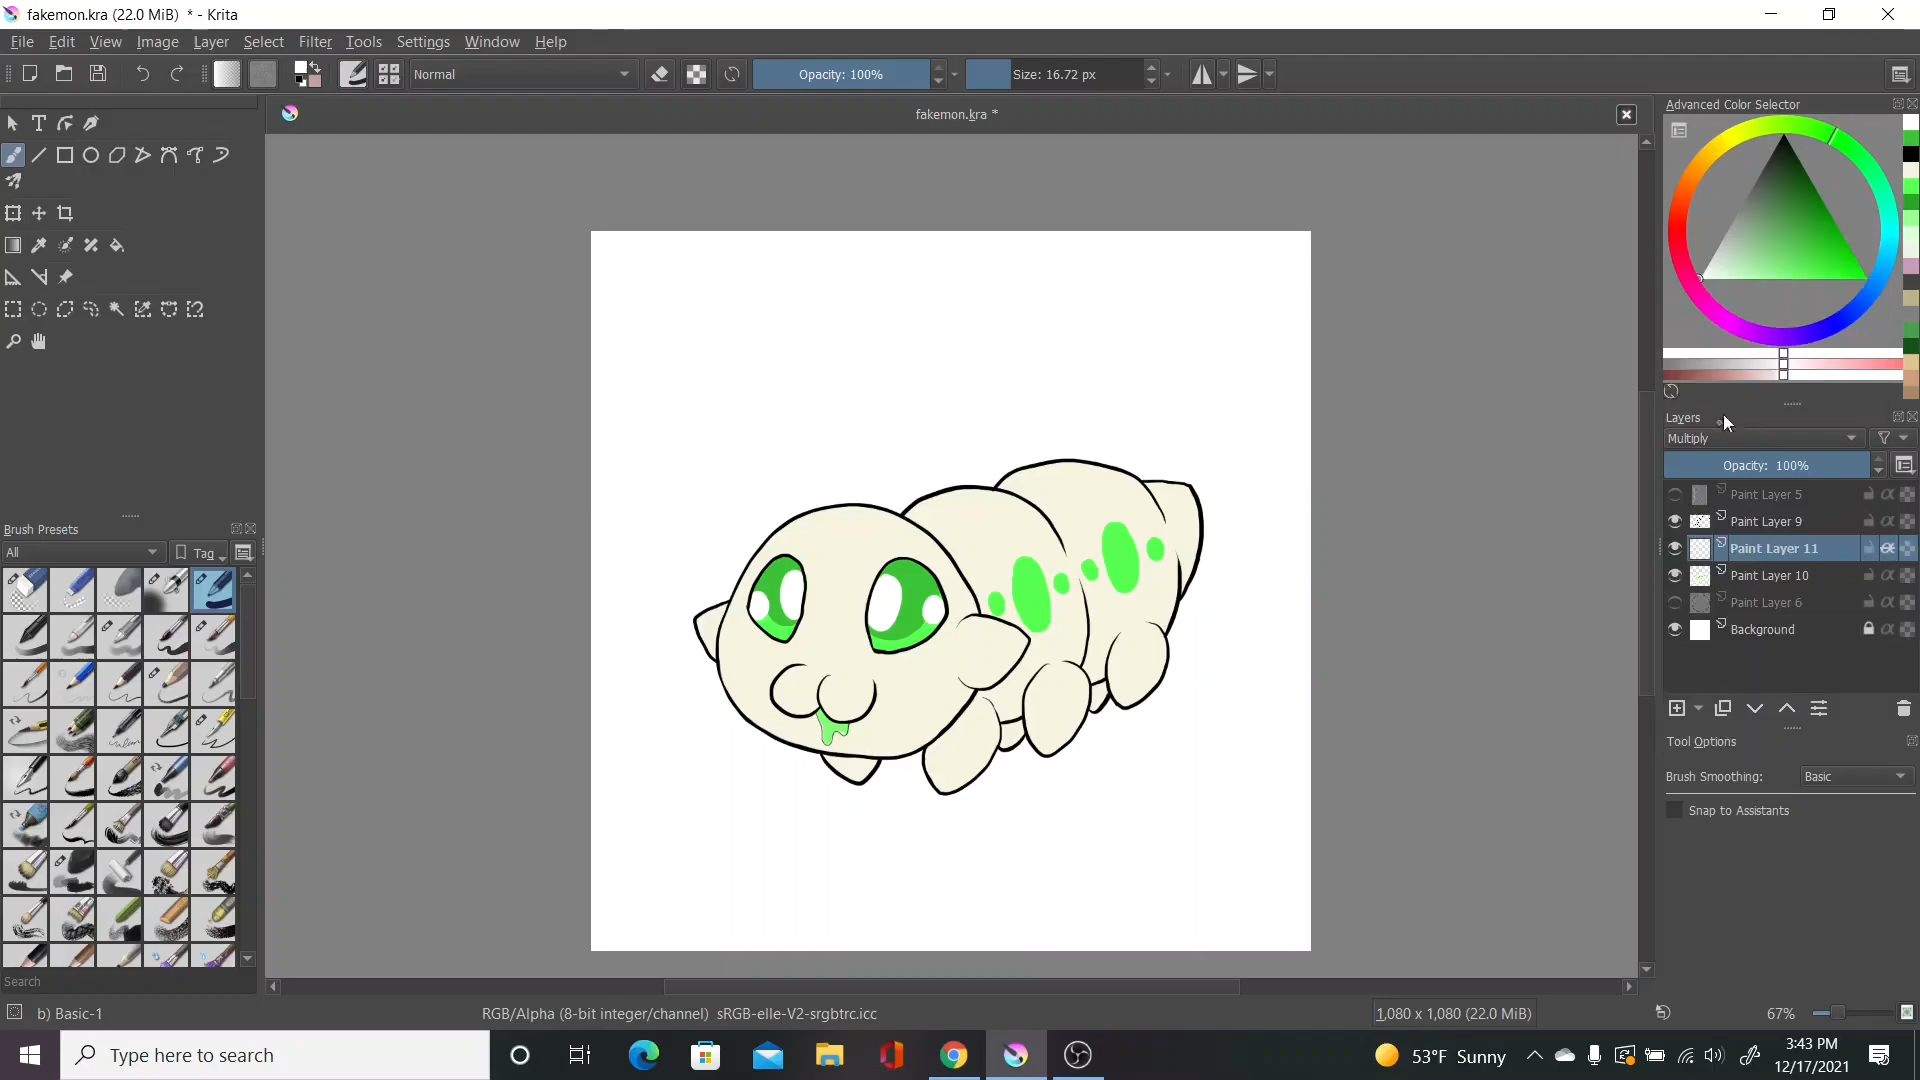 fakemon.kra (22.0 MiB)  * - Krita
File Edit View Image Layer Select Filter Tools Settings Window Help
Normal Opacity: 100% Size: 16.72 px
fakemon.kra *
Advanced Color Selector
Layers
Multiply
Opacity:  100%
Paint Layer 5
Paint Layer 9
Paint Layer 11
Paint Layer 10
Paint Layer 6
Background
Tool Options
Brush Smoothing: Basic
Snap to Assistants
Brush Presets
All Tag
Search
b) Basic-1 RGB/Alpha (8-bit integer/channel)  sRGB-elle-V2-srgbtrc.icc 1,080 x 1,080 (22.0 MiB) 67%
Type here to search 53°F Sunny 3:43 PM
12/17/2021